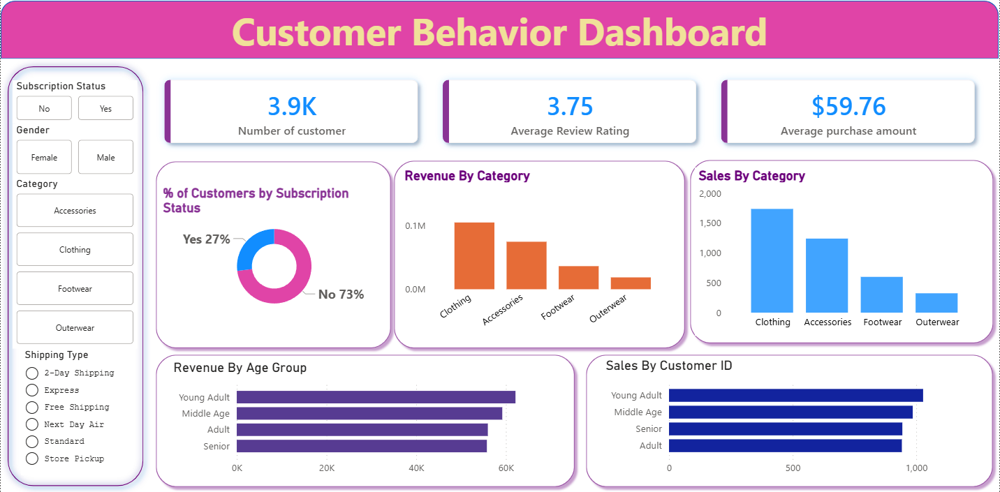 Customer Behavior Dashboard
Subscription Status
No
Yes
Gender
Female
Male
Category
Accessories
Clothing
Footwear
Outerwear
Shipping Type
2-Day Shipping
Express
Free Shipping
Next Day Air
Standard
Store Pickup
3.9K
Number of customer
3.75
Average Review Rating
$59.76
Average purchase amount
% of Customers by Subscription
Status
Yes 27%
No 73%
Revenue By Category
0.1M
0.0M
Clothing
Accessories
Footwear
Outerwear
Sales By Category
2,000
1,500
1,000
500
0
Clothing
Accessories
Footwear
Outerwear
Revenue By Age Group
Young Adult
Middle Age
Adult
Senior
0K
20K
40K
60K
Sales By Customer ID
Young Adult
Middle Age
Senior
Adult
0
500
1,000